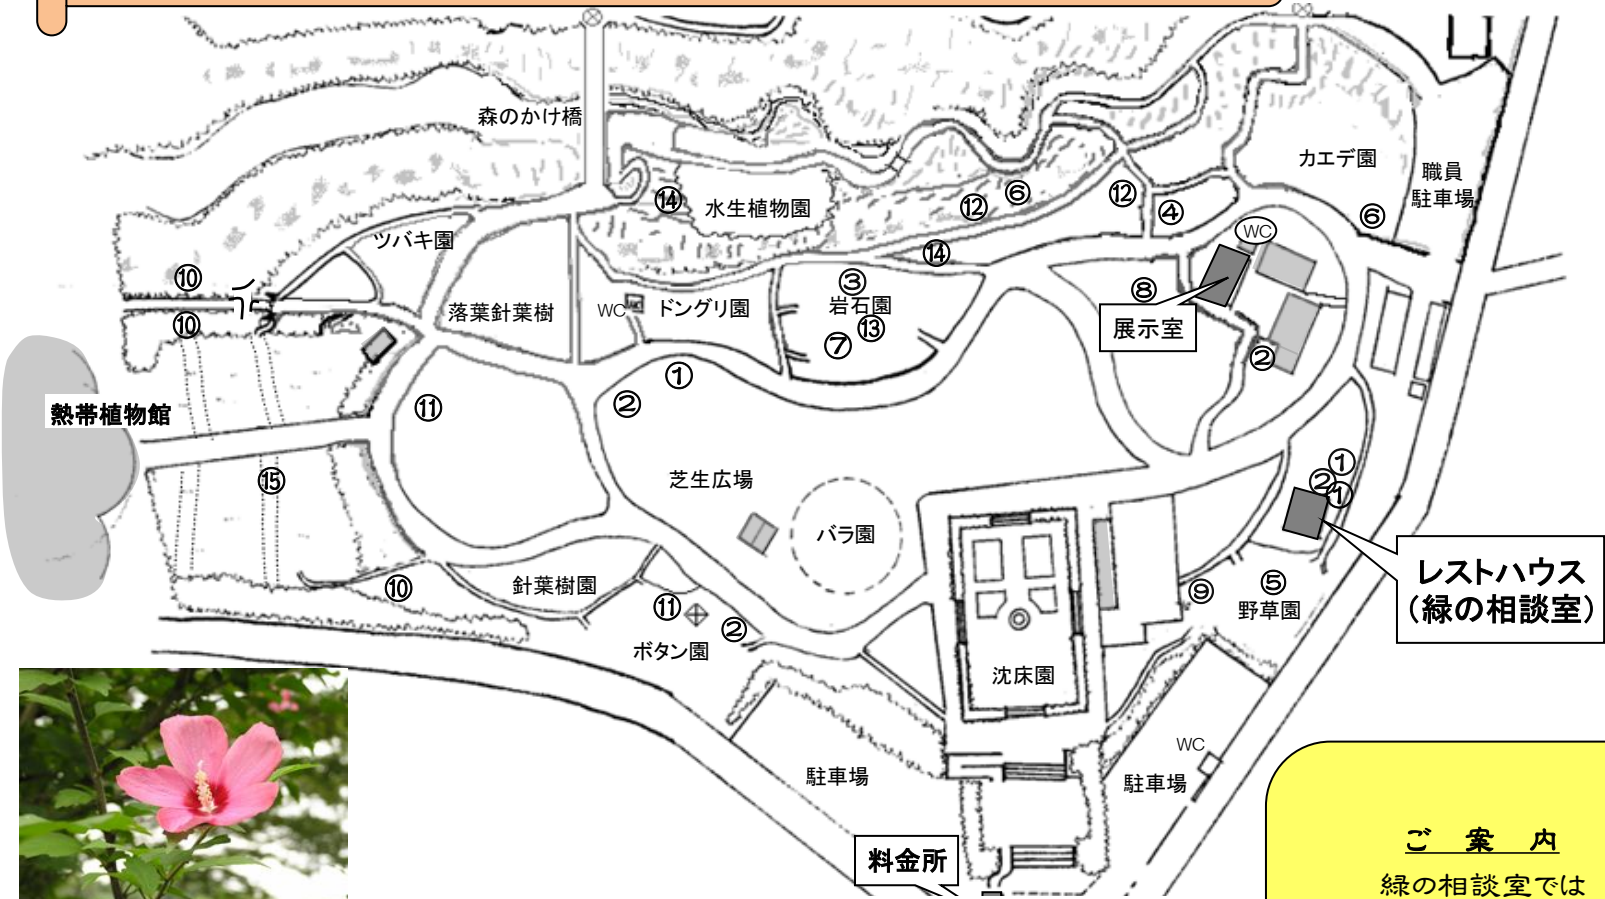 森のかけ橋
カエデ園
職員
駐車場
⑭
水生植物園
⑫
⑥
⑫
④
⑥
ツバキ園
WC
⑭
⑩
③
⑧
落葉針葉樹
WC
ドングリ園
岩石園
⑬
展示室
⑩
⑦
②
①
熱帯植物館
⑪
②
①
⑮
芝生広場
②
①
バラ園
レストハウス
(緑の相談室)
⑩
針葉樹園
⑪
②
⑨
⑤
野草園
ボタン園
沈床園
WC
駐車場
駐車場
料金所
ご 案 内
緑の相談室では